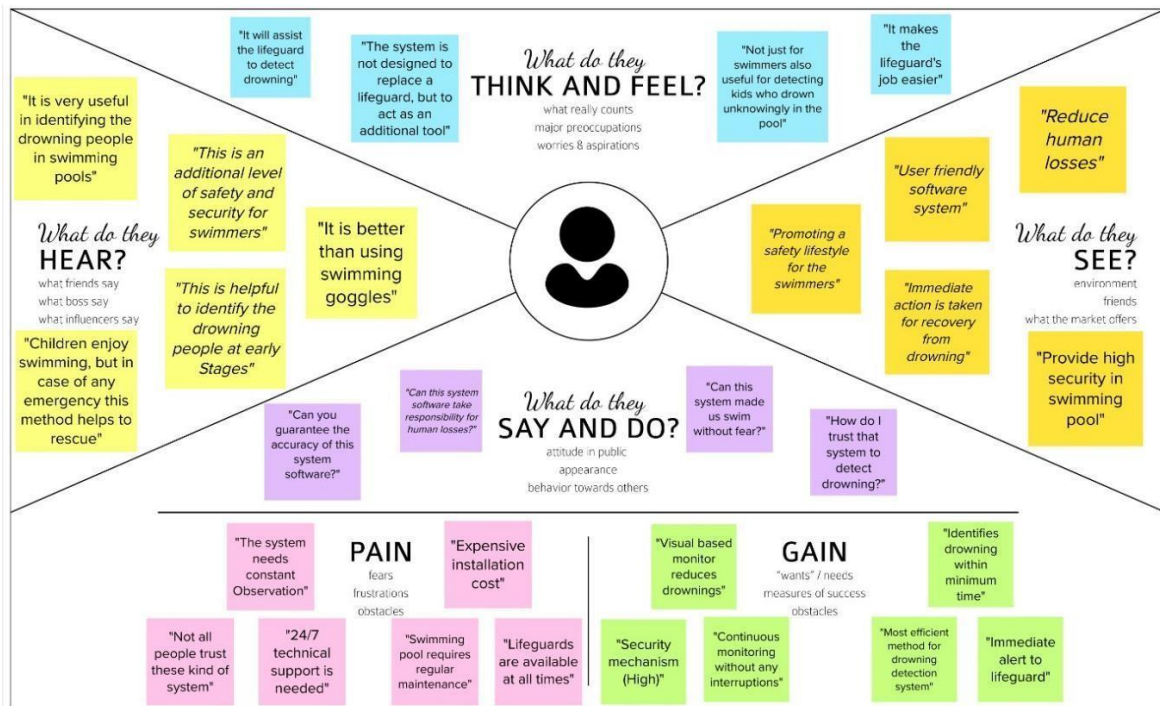 What do they
THINK AND FEEL?
what really counts
major preocupations
worries & aspirations
"It will assist
the lifeguard
to detect
drowning"
"The system is
not designed to
replace a
lifeguard, but to
act as an
additional tool"
"Not just for
swimmers also
useful for detecting
kids who drown
unknowingly in the
pool"
"It makes
the
lifeguard's
job easier"
What do they
HEAR?
what friends say
what boss say
what influencers say
"It is very useful
in identifying the
drowning people
in swimming
pools"
"This is an
additional level
of safety and
security for
swimmers"
"It is better
than using
swimming
goggles"
"This is helpful
to identify the
drowning
people at early
Stages"
"Children enjoy
swimming, but in
case of any
emergency this
method helps to
rescue"
What do they
SEE?
environment
friends
what the market offers
"Reduce
human
losses"
"User friendly
software
system"
"Promoting a
safety lifestyle
for the
swimmers"
"Immediate
action is taken
for recovery
from
drowning"
"Provide high
security in
swimming
pool"
What do they
SAY AND DO?
attitude in public
appearance
behavior towards others
"Can you
guarantee the
accuracy of this
system
software?"
"Can this system
software take
responsibility for
human losses?"
"Can this
system made
us swim
without fear?"
"How do I
trust that
system to
detect
drowning?"
PAIN
fears
frustrations
obstacles
"The system
needs
constant
Observation"
"Expensive
installation
cost"
"Not all
people trust
these kind of
system"
"24/7
technical
support is
needed"
"Swimming
pool requires
regular
maintenance"
"Lifeguards
are available
at all times"
GAIN
"wants" / needs
measures of success
obstacles
"Visual based
monitor
reduces
drownings"
"Identifies
drowning
within
minimum
time"
"Security
mechanism
(High)"
"Continuous
monitoring
without any
interruptions"
"Most efficient
method for
drowning
detection
system"
"Immediate
alert to
lifeguard"